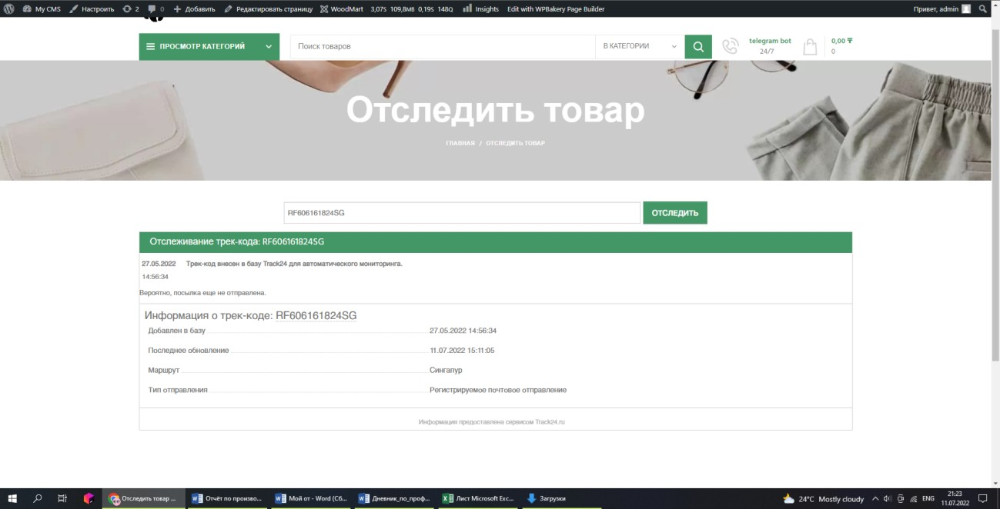 My CMS Настроить 2 0 Добавить Редактировать страницу WoodMart 3,07S 109,8MB 0,19S 148Q Insights Edit with WPBakery Page Builder Привет, admin
ПРОСМОТР КАТЕГОРИЙ Поиск товаров В КАТЕГОРИИ telegram bot 0,00 ₸
24/7 0
Отследить товар
ГЛАВНАЯ / ОТСЛЕДИТЬ ТОВАР
RF606161824SG ОТСЛЕДИТЬ
Отслеживание трек-кода: RF606161824SG
27.05.2022 Трек-код внесен в базу Track24 для автоматического мониторинга.
14:56:34
Вероятно, посылка еще не отправлена.
Информация о трек-коде: RF606161824SG
Добавлен в базу 27.05.2022 14:56:34
Последнее обновление 11.07.2022 15:11:05
Маршрут Сингапур
Тип отправления Регистрируемое почтовое отправление
Информация предоставлена сервисом Track24.ru
Отследить товар ... Отчёт по произво... Мой от - Word (Сб... Дневник_по_проф... Лист Microsoft Exc... Загрузки 24°C Mostly cloudy ENG 21:23
11.07.2022